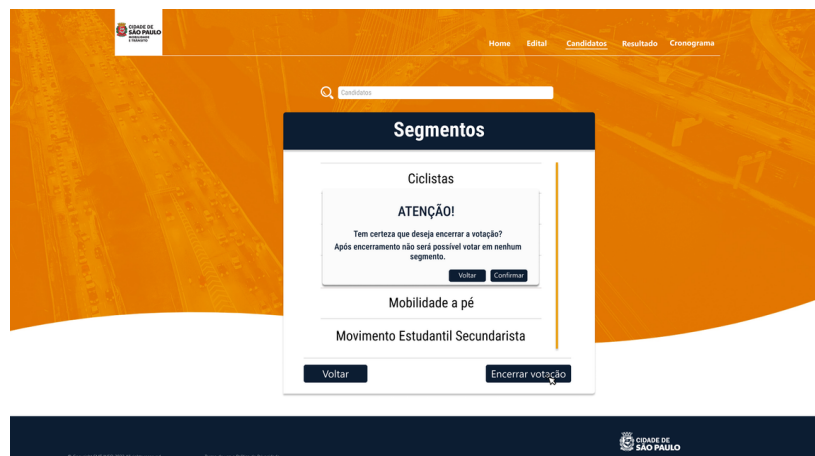 CIDADE DE
SÃO PAULO
MOBILIDADE
E TRÂNSITO
Home Edital Candidatos Resultado Cronograma
Candidatos
Segmentos
Ciclistas
ATENÇÃO!
Tem certeza que deseja encerrar a votação?
Após encerramento não será possível votar em nenhum
segmento.
Voltar Confirmar
Mobilidade a pé
Movimento Estudantil Secundarista
Voltar Encerrar votação
CIDADE DE
SÃO PAULO